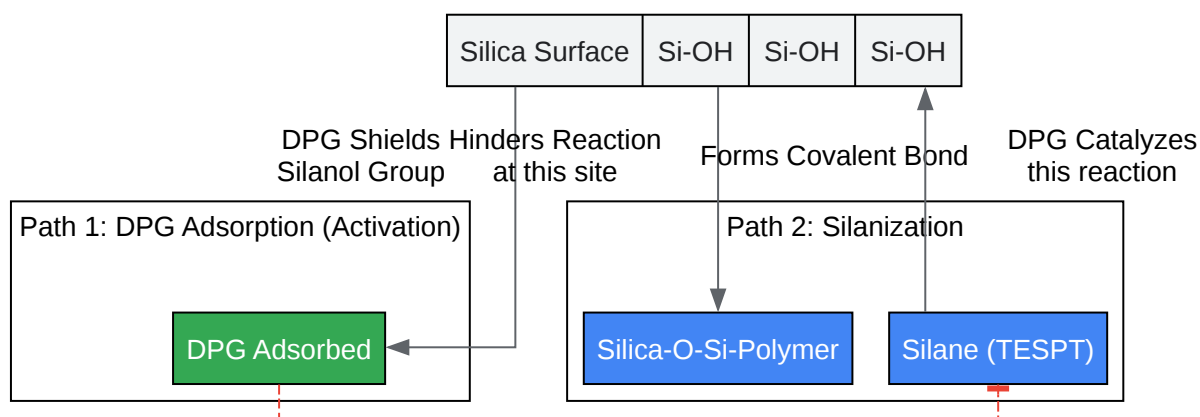 Silica Surface
Si-OH
Si-OH
Si-OH
DPG Shields
Silanol Group
Hinders Reaction
at this site
Forms Covalent Bond
DPG Catalyzes
this reaction
Path 1: DPG Adsorption (Activation)
Path 2: Silanization
DPG Adsorbed
Silica-O-Si-Polymer
Silane (TESPT)